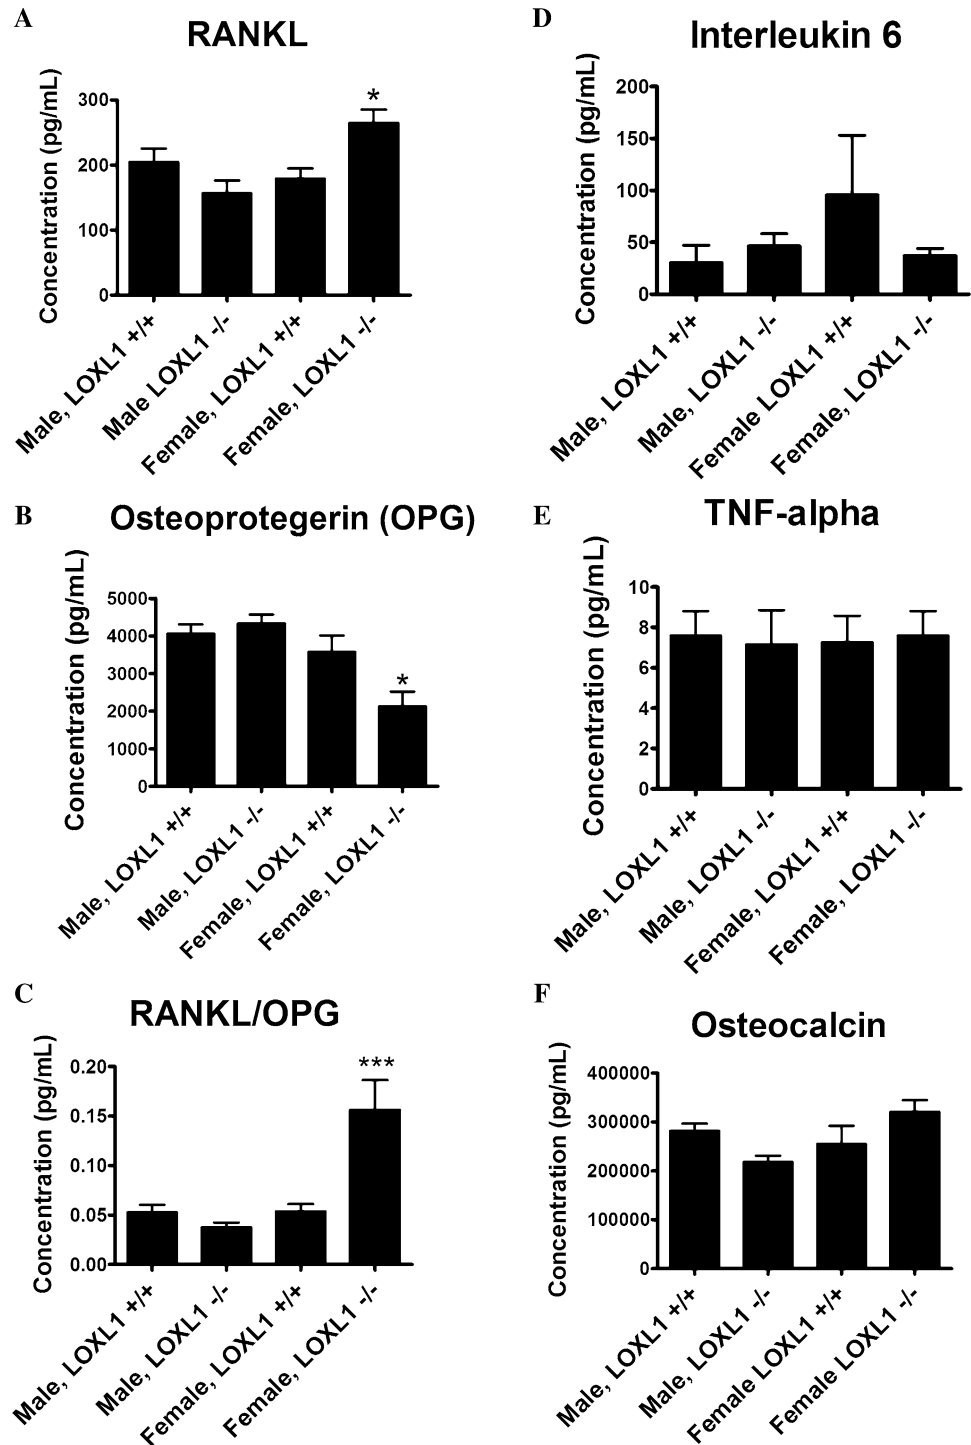 A
RANKL
Concentration (pg/mL)
300
200
100
0
*
Male, LOXL1 +/+
Male LOXL1 -/-
Female, LOXL1 +/+
Female, LOXL1 -/-
B
Osteoprotegerin (OPG)
Concentration (pg/mL)
5000
4000
3000
2000
1000
0
*
Male, LOXL1 +/+
Male, LOXL1 -/-
Female, LOXL1 +/+
Female, LOXL1 -/-
C
RANKL/OPG
Concentration (pg/mL)
0.20
0.15
0.10
0.05
0.00
***
Male, LOXL1 +/+
Male, LOXL1 -/-
Female, LOXL1 +/+
Female, LOXL1 -/-
D
Interleukin 6
Concentration (pg/mL)
200
150
100
50
0
Male, LOXL1 +/+
Male, LOXL1 -/-
Female LOXL1 +/+
Female, LOXL1 -/-
E
TNF-alpha
Concentration (pg/mL)
10
8
6
4
2
0
Male, LOXL1 +/+
Male, LOXL1 -/-
Female, LOXL1 +/+
Female, LOXL1 -/-
F
Osteocalcin
Concentration (pg/mL)
400000
300000
200000
100000
0
Male, LOXL1 +/+
Male, LOXL1 -/-
Female LOXL1 +/+
Female LOXL1 -/-